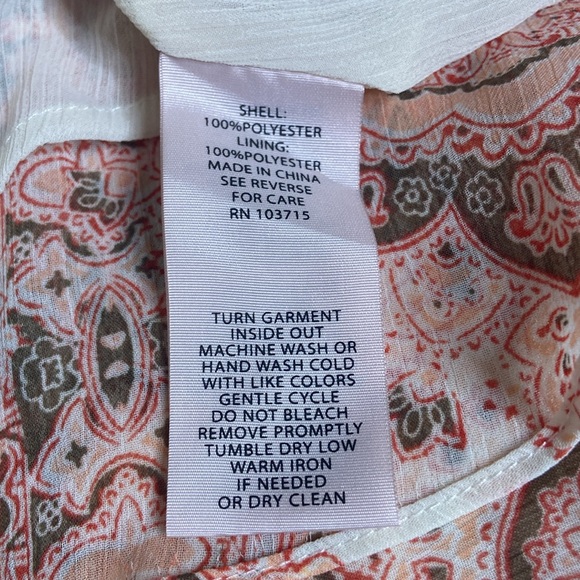 SHELL:
100%POLYESTER
LINING:
100%POLYESTER
MADE IN CHINA
SEE REVERSE
FOR CARE
RN 103715
TURN GARMENT
INSIDE OUT
MACHINE WASH OR
HAND WASH COLD
WITH LIKE COLORS
GENTLE CYCLE
DO NOT BLEACH
REMOVE PROMPTLY
TUMBLE DRY LOW
WARM IRON
IF NEEDED
OR DRY CLEAN